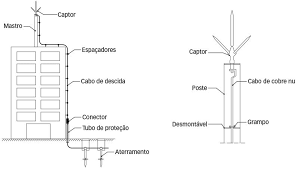 Captor
Mastro
Espaçadores
Cabo de descida
Conector
Tubo de proteção
Aterramento
Captor
Cabo de cobre nu
Poste
Desmontável
Grampo